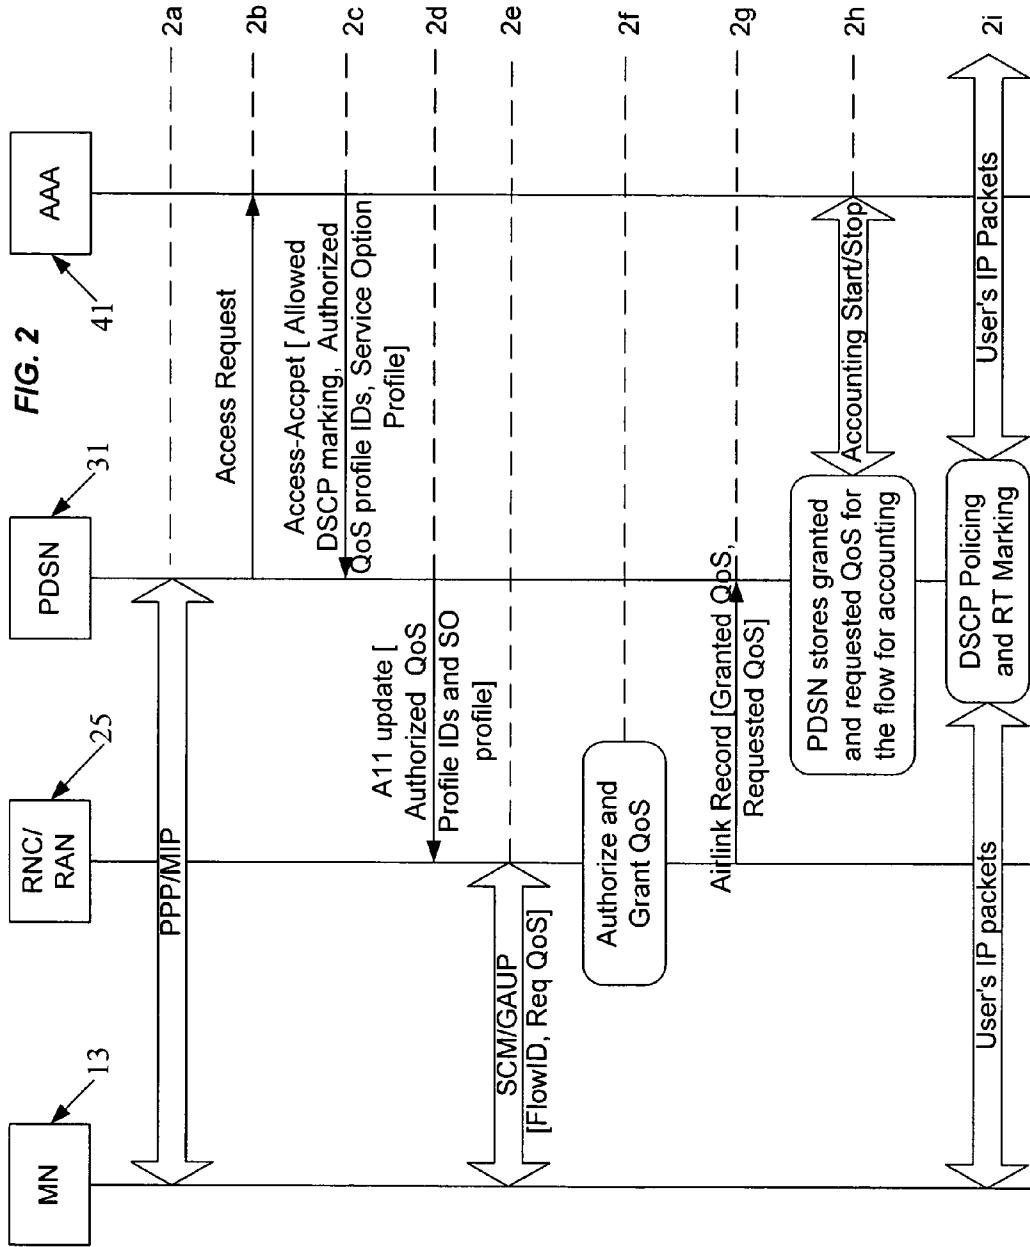 FIG. 2
MN
13
RNC/
RAN
25
PDSN
31
AAA
41
PPP/MIP
2a
Access Request
2b
Access-Accpet [ Allowed
DSCP marking, Authorized
QoS profile IDs, Service Option
Profile]
2c
A11 update [
Authorized QoS
Profile IDs and SO
profile]
2d
SCM/GAUP
[FlowID, Req QoS]
2e
Authorize and
Grant QoS
2f
Airlink Record [Granted QoS,
Requested QoS]
2g
PDSN stores granted
and requested QoS for
the flow for accounting
Accounting Start/Stop
2h
User's IP packets
DSCP Policing
and RT Marking
User's IP Packets
2i